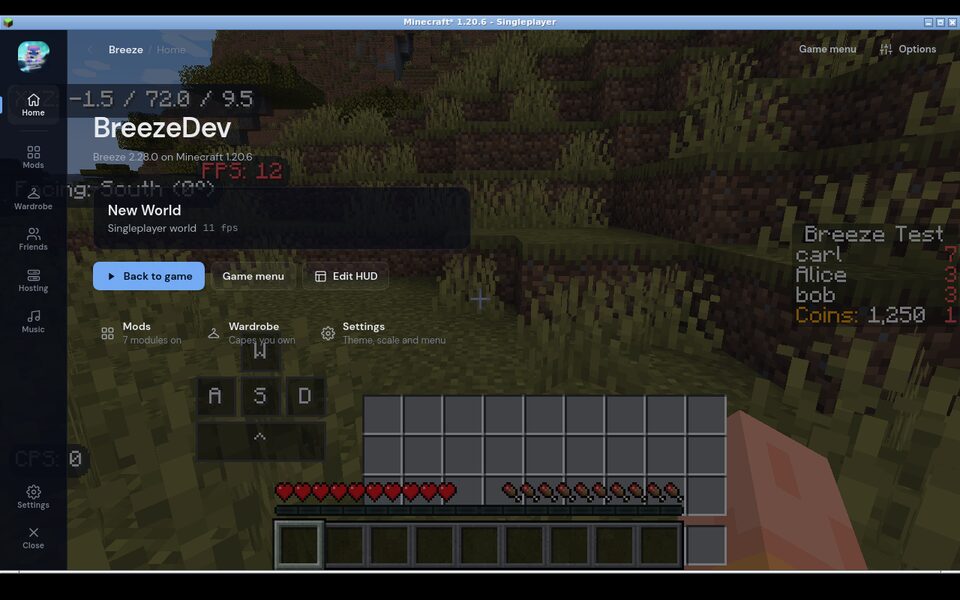 Minecraft* 1.20.6 - Singleplayer
Breeze / Home
Game menu
Options
Home
-1.5 / 72.0 / 9.5
BreezeDev
Breeze 2.28.0 on Minecraft 1.20.6
FPS: 12
Mods
Facing: South (0°)
Wardrobe
New World
Singleplayer world 11 fps
Breeze Test
carl 7
Alice 3
bob 3
Coins: 1,250 1
Friends
Hosting
Back to game
Game menu
Edit HUD
Music
Mods
7 modules on
Wardrobe
Capes you own
Settings
Theme, scale and menu
W
A
S
D
^
CPS: 0
Settings
Close